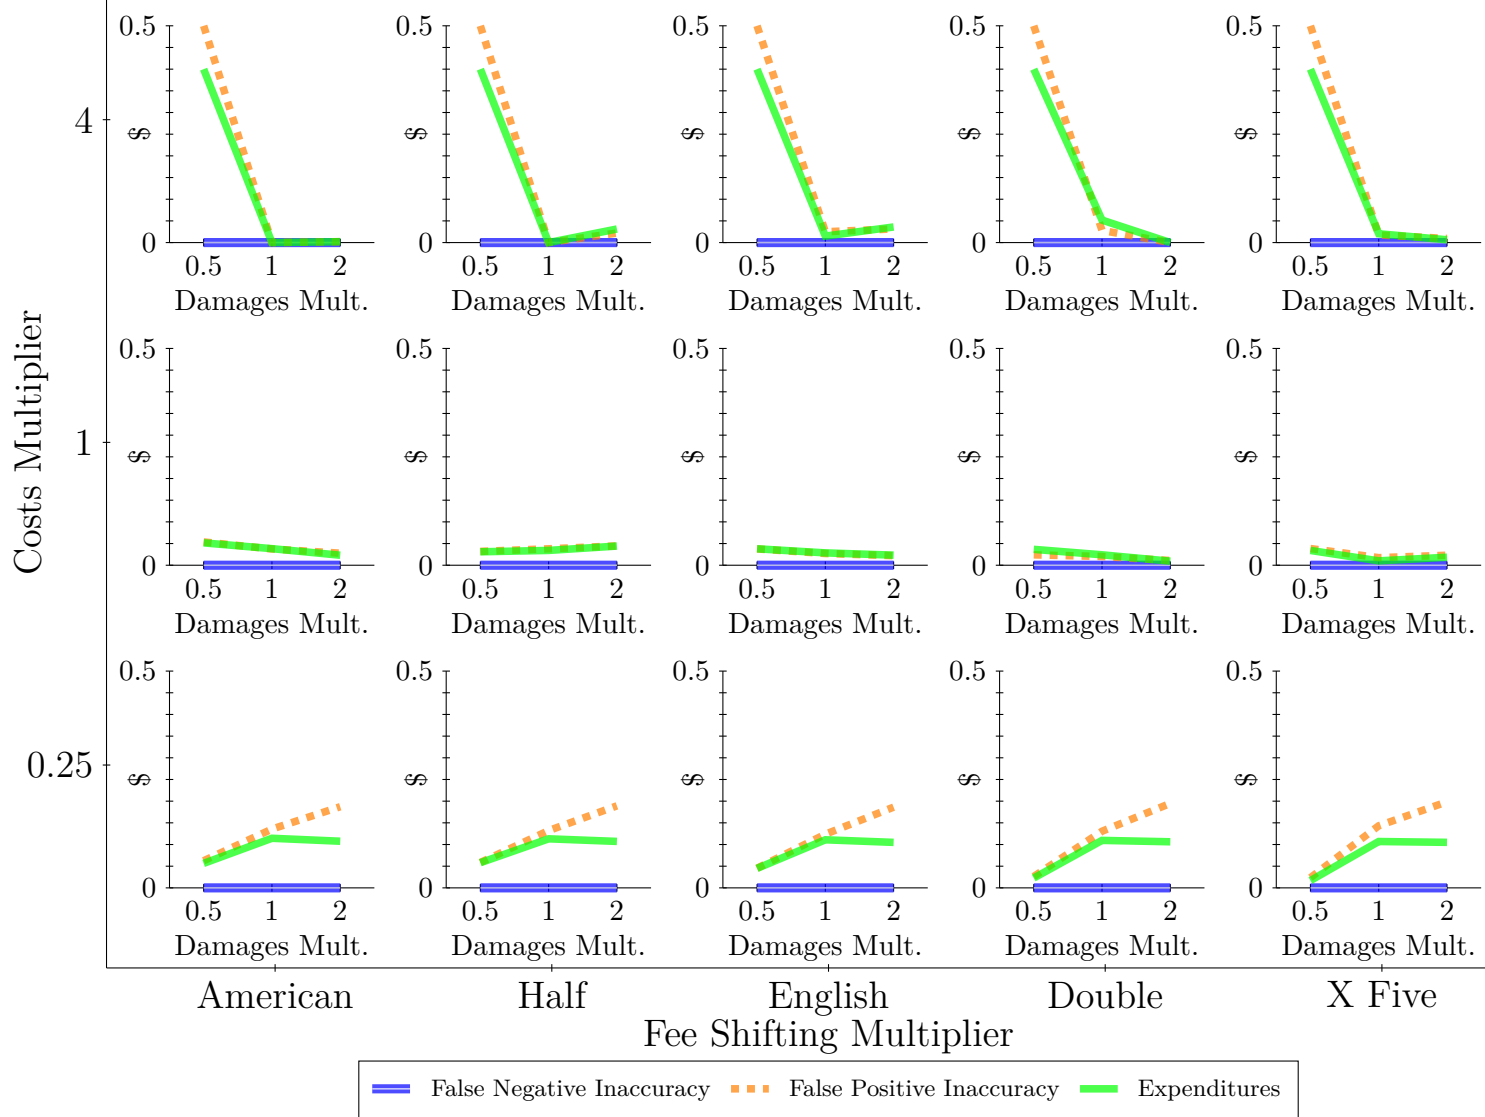 Costs Multiplier
4
0.5
$
0
0.5 1 2
Damages Mult.
0.5
$
0
0.5 1 2
Damages Mult.
0.5
$
0
0.5 1 2
Damages Mult.
0.5
$
0
0.5 1 2
Damages Mult.
0.5
$
0
0.5 1 2
Damages Mult.
1
0.5
$
0
0.5 1 2
Damages Mult.
0.5
$
0
0.5 1 2
Damages Mult.
0.5
$
0
0.5 1 2
Damages Mult.
0.5
$
0
0.5 1 2
Damages Mult.
0.5
$
0
0.5 1 2
Damages Mult.
0.25
0.5
$
0
0.5 1 2
Damages Mult.
0.5
$
0
0.5 1 2
Damages Mult.
0.5
$
0
0.5 1 2
Damages Mult.
0.5
$
0
0.5 1 2
Damages Mult.
0.5
$
0
0.5 1 2
Damages Mult.
American Half English Double X Five
Fee Shifting Multiplier
False Negative Inaccuracy False Positive Inaccuracy Expenditures